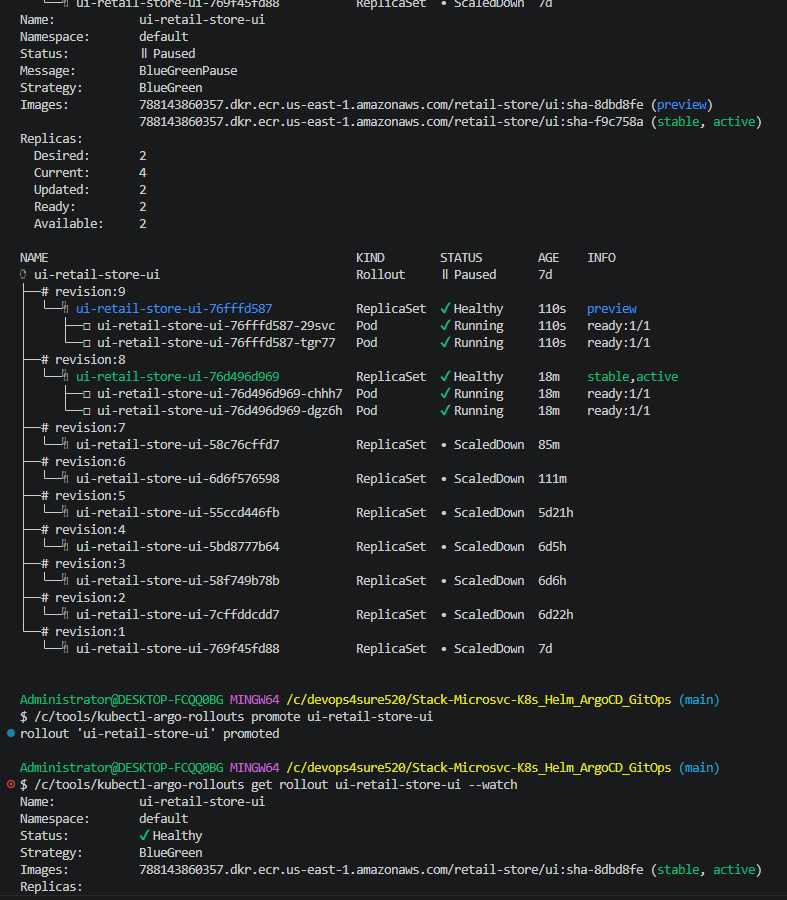 ui-retail-store-ui-769f45fd88 ReplicaSet • ScaledDown 7d
Name: ui-retail-store-ui
Namespace: default
Status: ॥ Paused
Message: BlueGreenPause
Strategy: BlueGreen
Images: 788143860357.dkr.ecr.us-east-1.amazonaws.com/retail-store/ui:sha-8dbd8fe (preview)
788143860357.dkr.ecr.us-east-1.amazonaws.com/retail-store/ui:sha-f9c758a (stable, active)
Replicas:
Desired: 2
Current: 4
Updated: 2
Ready: 2
Available: 2
NAME KIND STATUS AGE INFO
ui-retail-store-ui Rollout ॥ Paused 7d
# revision:9
ui-retail-store-ui-76fffd587 ReplicaSet ✔ Healthy 110s preview
ui-retail-store-ui-76fffd587-29svc Pod ✔ Running 110s ready:1/1
ui-retail-store-ui-76fffd587-tgr77 Pod ✔ Running 110s ready:1/1
# revision:8
ui-retail-store-ui-76d496d969 ReplicaSet ✔ Healthy 18m stable,active
ui-retail-store-ui-76d496d969-chhh7 Pod ✔ Running 18m ready:1/1
ui-retail-store-ui-76d496d969-dgz6h Pod ✔ Running 18m ready:1/1
# revision:7
ui-retail-store-ui-58c76cffd7 ReplicaSet • ScaledDown 85m
# revision:6
ui-retail-store-ui-6d6f576598 ReplicaSet • ScaledDown 111m
# revision:5
ui-retail-store-ui-55ccd446fb ReplicaSet • ScaledDown 5d21h
# revision:4
ui-retail-store-ui-5bd8777b64 ReplicaSet • ScaledDown 6d5h
# revision:3
ui-retail-store-ui-58f749b78b ReplicaSet • ScaledDown 6d6h
# revision:2
ui-retail-store-ui-7cffddcdd7 ReplicaSet • ScaledDown 6d22h
# revision:1
ui-retail-store-ui-769f45fd88 ReplicaSet • ScaledDown 7d
Administrator@DESKTOP-FCQQ0BG MINGW64 /c/devops4sure520/Stack-Microsvc-K8s_Helm_ArgoCD_GitOps (main)
$ /c/tools/kubectl-argo-rollouts promote ui-retail-store-ui
rollout 'ui-retail-store-ui' promoted
Administrator@DESKTOP-FCQQ0BG MINGW64 /c/devops4sure520/Stack-Microsvc-K8s_Helm_ArgoCD_GitOps (main)
$ /c/tools/kubectl-argo-rollouts get rollout ui-retail-store-ui --watch
Name: ui-retail-store-ui
Namespace: default
Status: ✔ Healthy
Strategy: BlueGreen
Images: 788143860357.dkr.ecr.us-east-1.amazonaws.com/retail-store/ui:sha-8dbd8fe (stable, active)
Replicas: